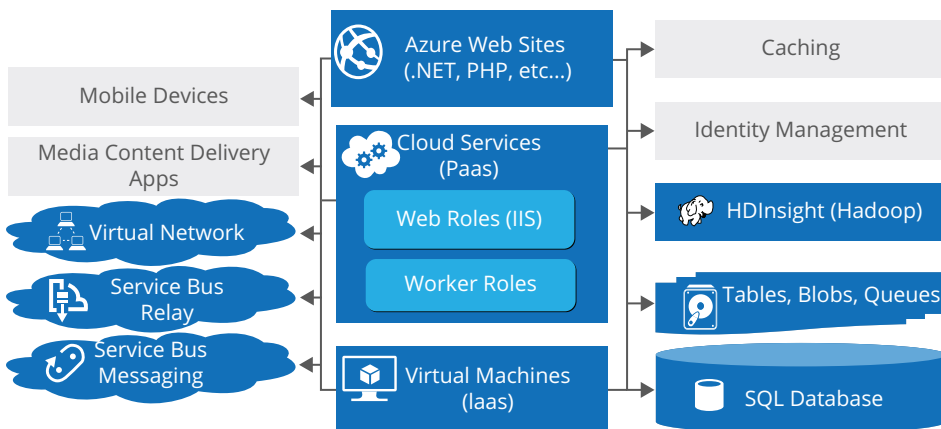 Azure Web Sites
(.NET, PHP, etc...)
Mobile Devices
Media Content Delivery
Apps
Virtual Network
Service Bus
Relay
Service Bus
Messaging
Cloud Services
(Paas)
Web Roles (IIS)
Worker Roles
Virtual Machines
(Iaas)
Caching
Identity Management
HDInsight (Hadoop)
Tables, Blobs, Queues
SQL Database